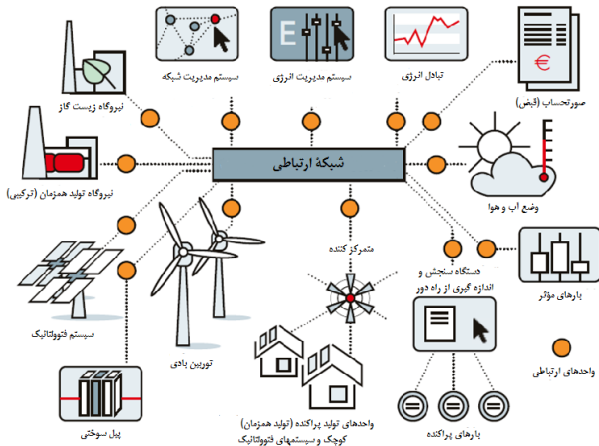 سیستم مدیریت شبکه
سیستم مدیریت انرژی
E
تبادل انرژی
€
صورتحساب (قبض)
نیروگاه زیست گاز
شبکهٔ ارتباطی
نیروگاه تولید همزمان (ترکیبی)
وضع آب و هوا
متمرکز کننده
دستگاه سنجش و
اندازه گیری از راه دور
بارهای مؤثر
سیستم فتوولتائیک
توربین بادی
واحدهای ارتباطی
پیل سوختی
واحدهای تولید پراکنده (تولید همزمان)
کوچک و سیستمهای فتوولتائیک
بارهای پراکنده